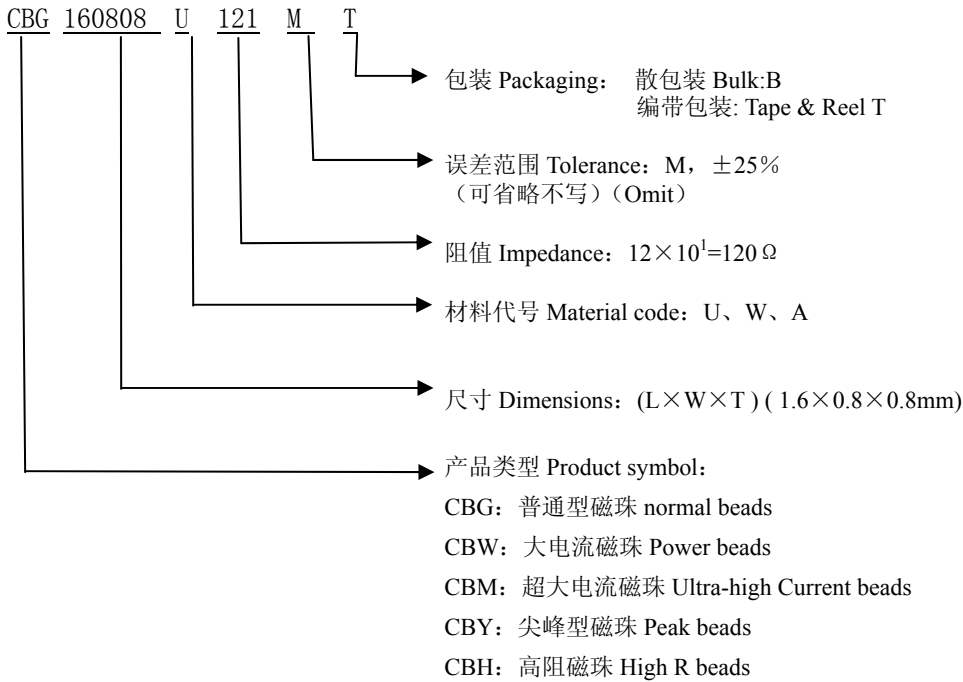 CBG 160808 U 121 M T
包装 Packaging： 散包装 Bulk:B
编带包装: Tape & Reel T
误差范围 Tolerance：M，±25％
（可省略不写）（Omit）
阻值 Impedance：12×10¹=120Ω
材料代号 Material code：U、W、A
尺寸 Dimensions：(L×W×T ) ( 1.6×0.8×0.8mm)
产品类型 Product symbol：
CBG：普通型磁珠 normal beads
CBW：大电流磁珠 Power beads
CBM：超大电流磁珠 Ultra-high Current beads
CBY：尖峰型磁珠 Peak beads
CBH：高阻磁珠 High R beads